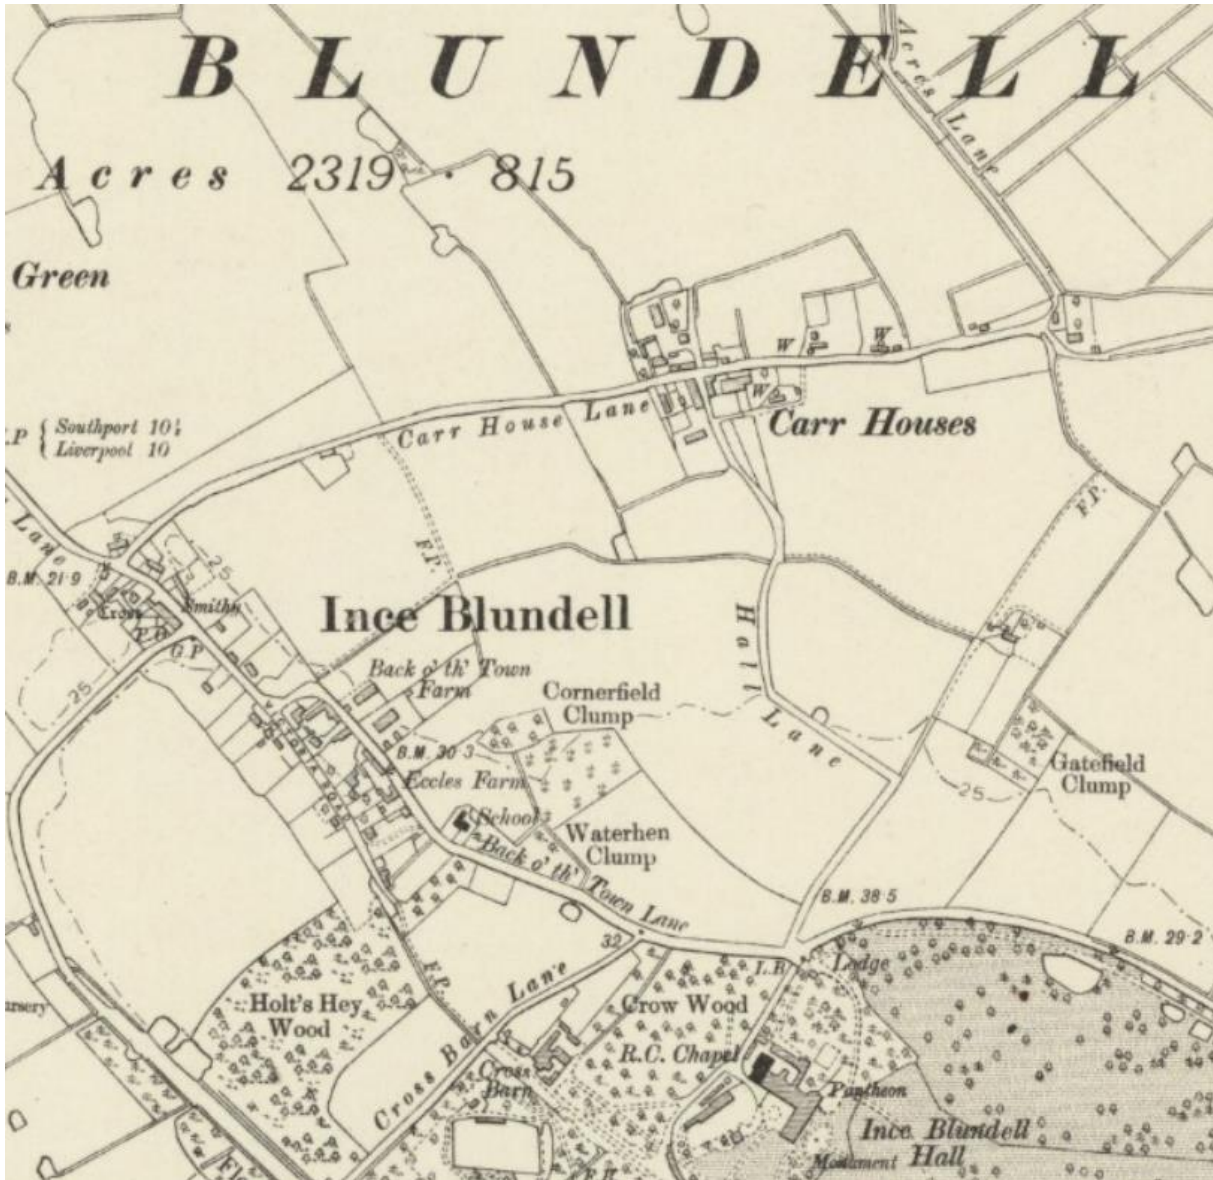 BLUNDELL
Acres 2319 815
Acres Lane
Green
Southport 10½
Liverpool 10
Carr House Lane
W
W
W
Carr Houses
Lane
F.P.
F.P.
B.M. 21·9
25
Cross
Smithy
P.O.
G.P
Ince Blundell
Hall Lane
25
Back o' th' Town
Farm
Cornerfield
Clump
VICTORIA ROAD
B.M. 30·3
Eccles Farm
Gatefield
Clump
25
School
Waterhen
Clump
Back o' th' Town Lane
B.M. 38·5
32
B.M. 29·2
L.B
Lodge
F.P.
Holt's Hey
Wood
Cross Barn Lane
Crow Wood
R.C. Chapel
Cross
Barn
Pantheon
Ince Blundell
Hall
Monument